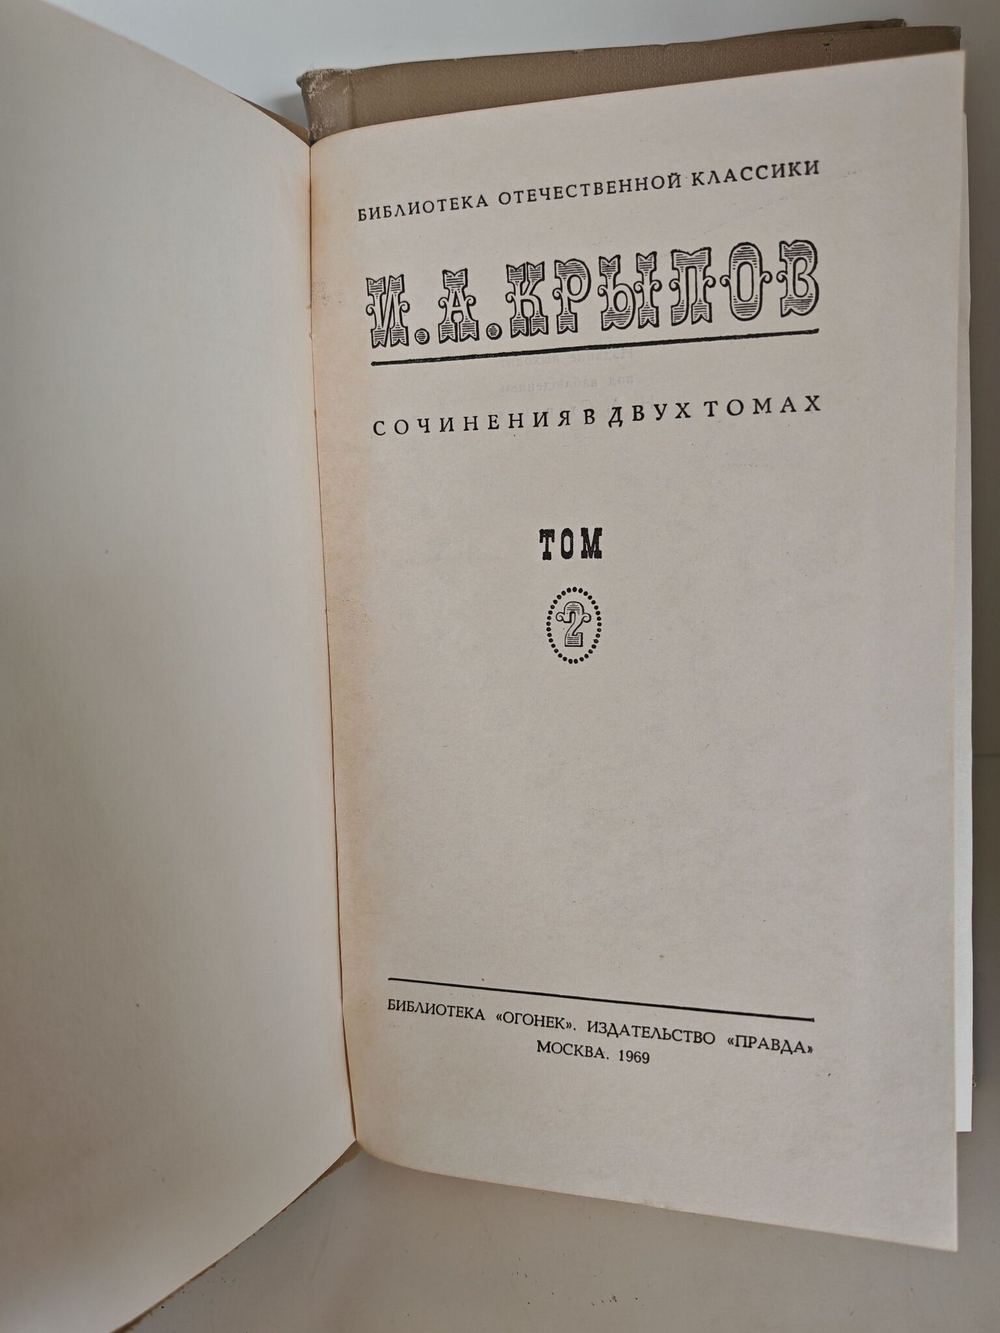 БИБЛИОТЕКА ОТЕЧЕСТВЕННОЙ КЛАССИКИ
И.А.КРЫЛОВ
СОЧИНЕНИЯ В ДВУХ ТОМАХ
ТОМ
2
БИБЛИОТЕКА «ОГОНЕК». ИЗДАТЕЛЬСТВО «ПРАВДА»
МОСКВА. 1969